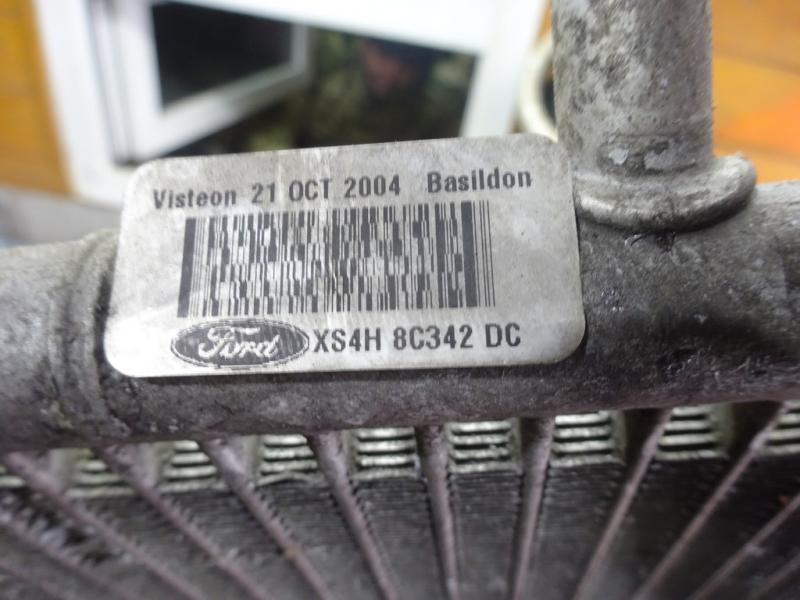 Visteon 21 OCT 2004 Basildon
Ford XS4H 8C342 DC